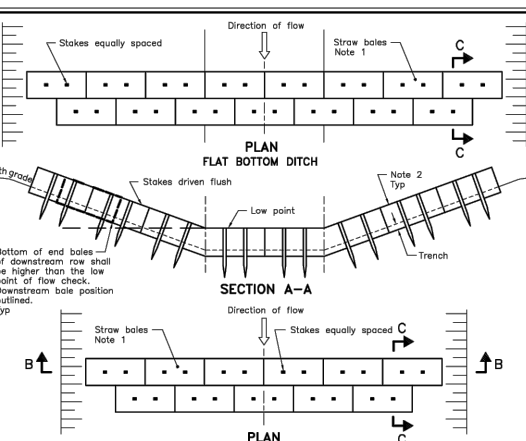 Direction of flow
Stakes equally spaced
Straw bales
Note 1
C
C
PLAN
FLAT BOTTOM DITCH
grade
Stakes driven flush
Note 2
Typ
Low point
Trench
Bottom of end bales
of downstream row shall
be higher than the low
point of flow check.
Downstream bale position
outlined.
Typ
SECTION A-A
Direction of flow
Straw bales
Note 1
Stakes equally spaced
C
B
B
C
PLAN